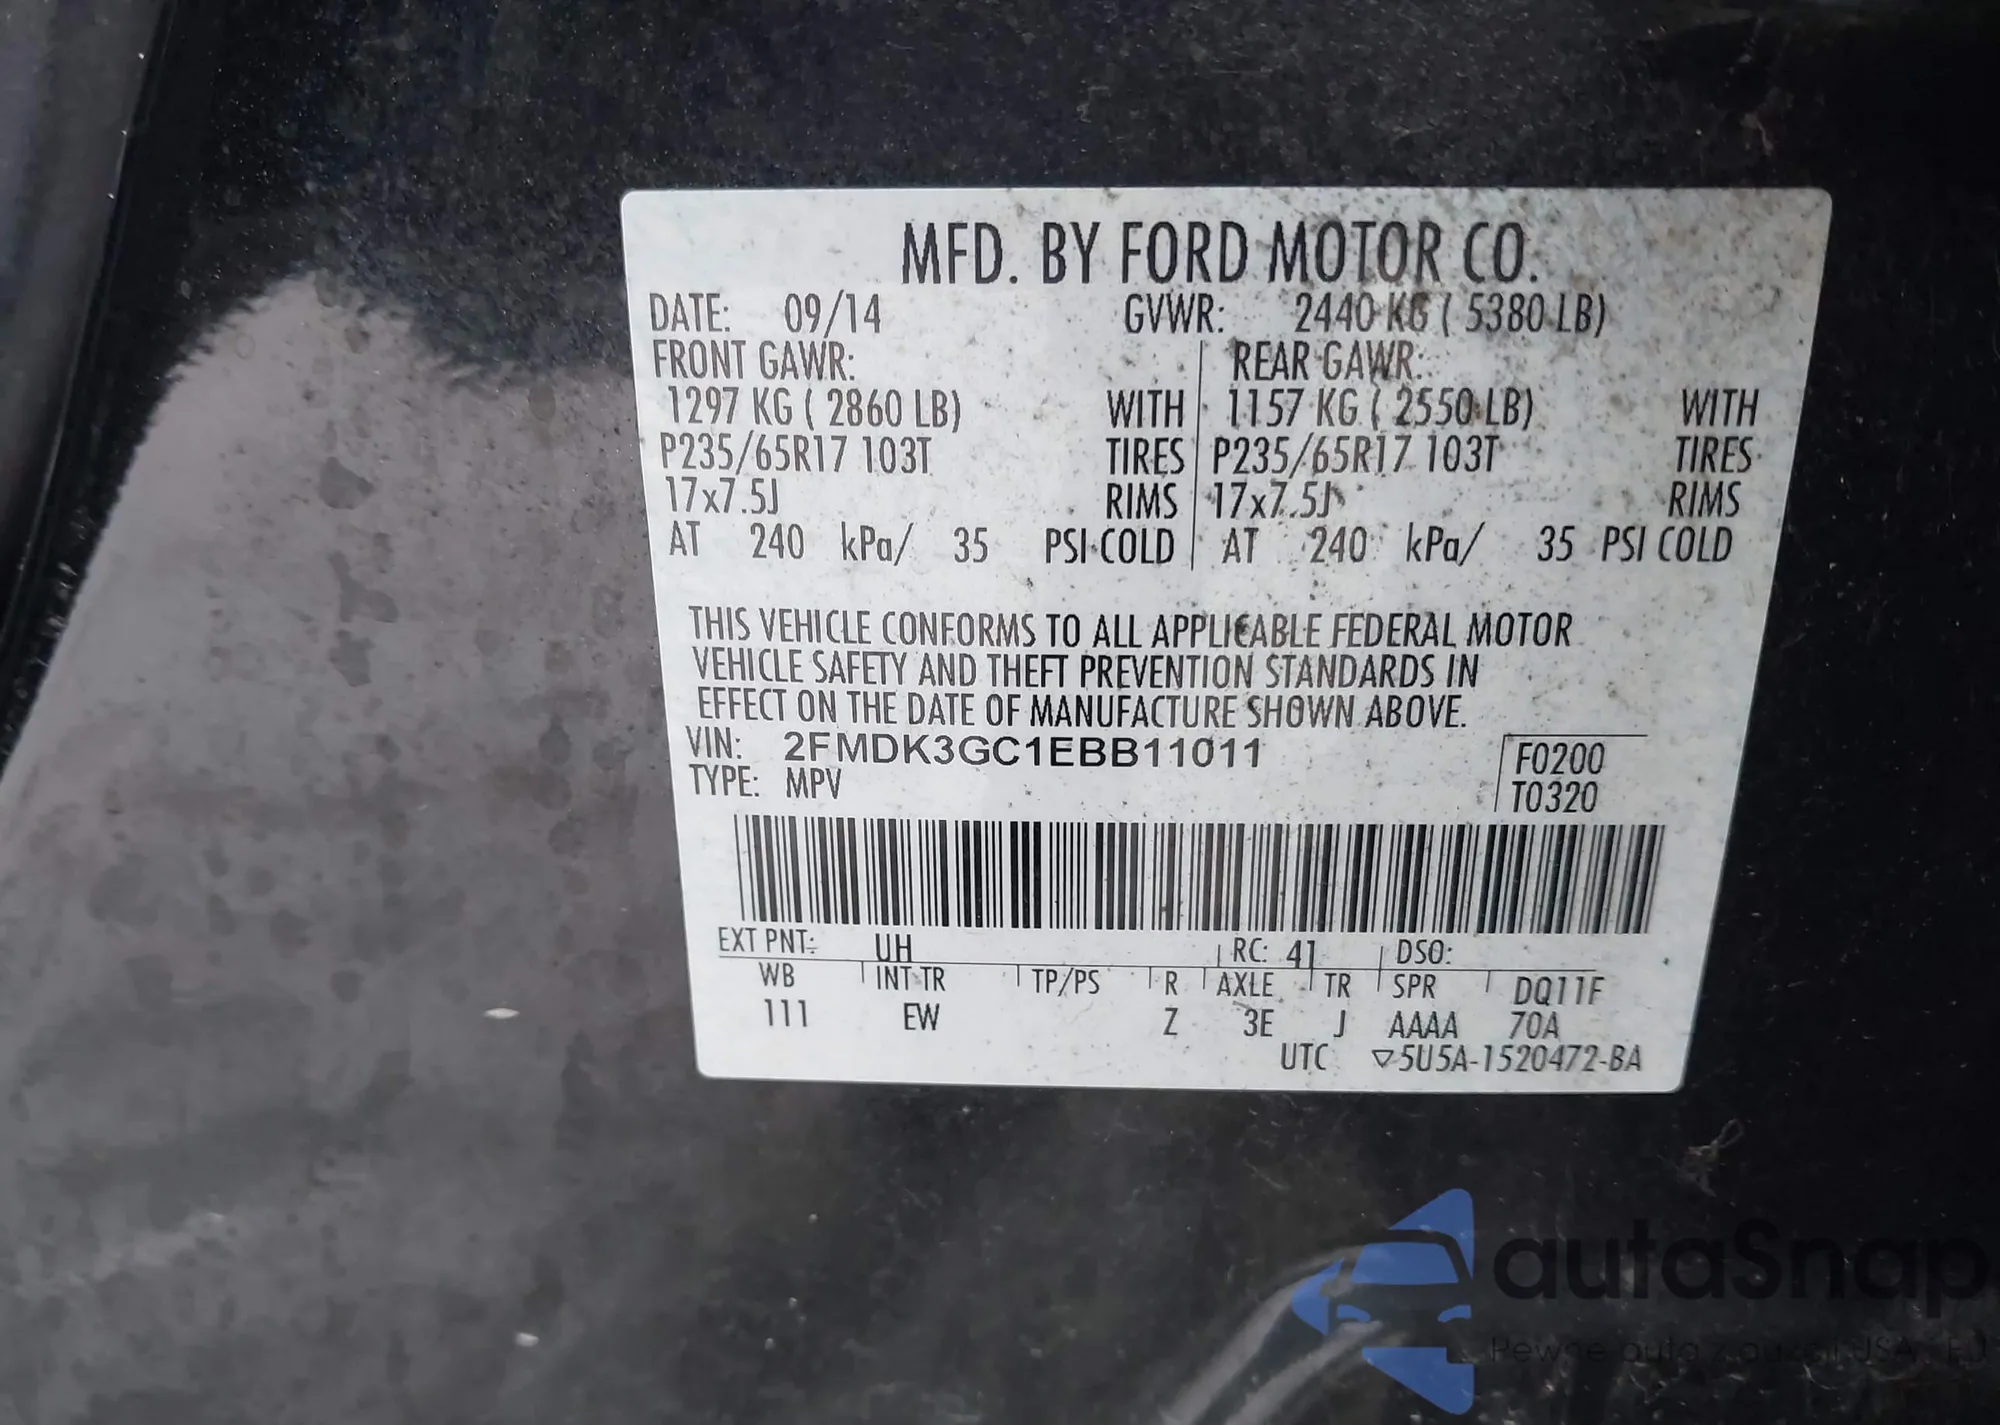 MFD. BY FORD MOTOR CO.
DATE: 09/14 GVWR: 2440 KG ( 5380 LB)
FRONT GAWR: REAR GAWR:
1297 KG ( 2860 LB) WITH 1157 KG ( 2550 LB) WITH
P235/65R17 103T TIRES P235/65R17 103T TIRES
17x7.5J RIMS 17x7.5J RIMS
AT 240 kPa/ 35 PSI COLD AT 240 kPa/ 35 PSI COLD
THIS VEHICLE CONFORMS TO ALL APPLICABLE FEDERAL MOTOR
VEHICLE SAFETY AND THEFT PREVENTION STANDARDS IN
EFFECT ON THE DATE OF MANUFACTURE SHOWN ABOVE.
VIN: 2FMDK3GC1EBB11011 F0200
TYPE: MPV T0320
EXT PNT: UH RC: 41 DSO:
WB INT TR TP/PS R AXLE TR SPR DQ11F
111 EW Z 3E J AAAA 70A
UTC ▽5U5A-1520472-BA
autaSnap
Pewne auta z aukcji USA